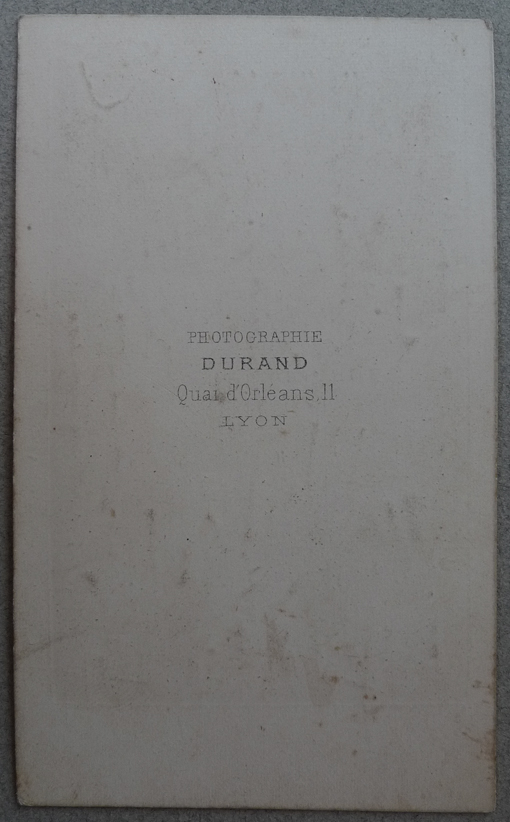 PHOTOGRAPHIE
DURAND
Quai d'Orléans, 11
LYON